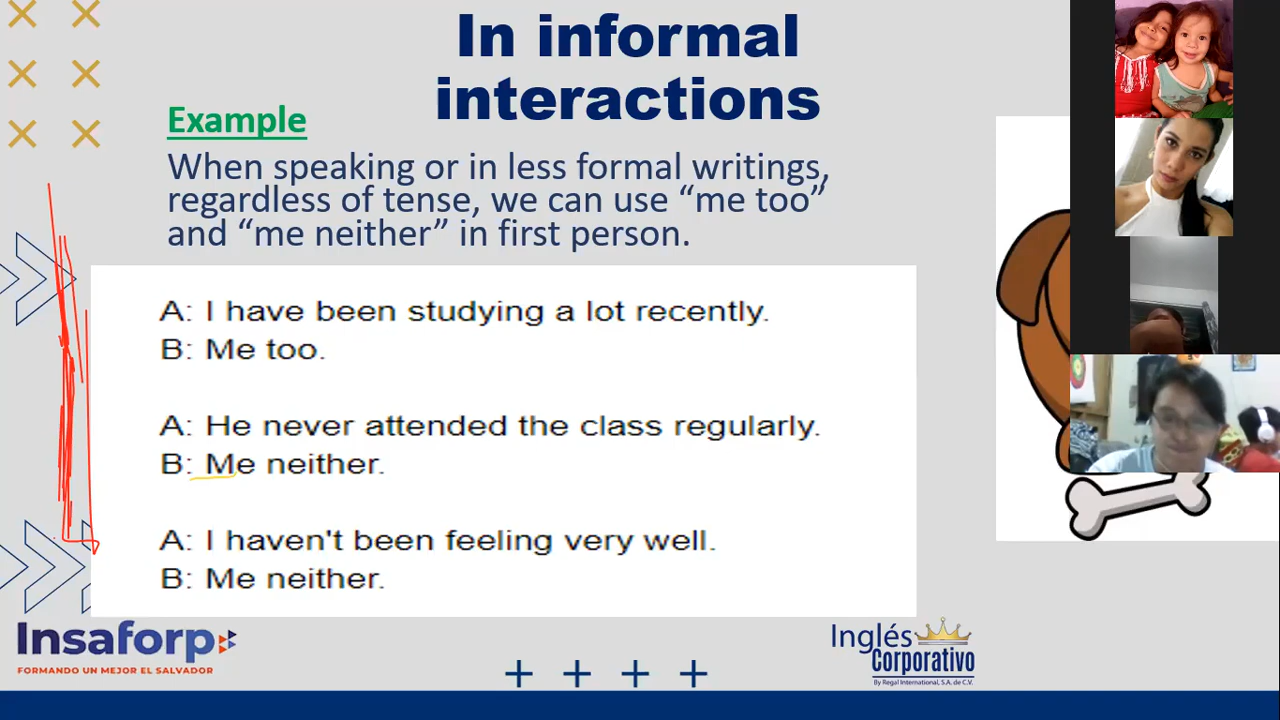 In informal
interactions
Example
When speaking or in less formal writings,
regardless of tense, we can use “me too”
and “me neither” in first person.
A: I have been studying a lot recently.
B: Me too.
A: He never attended the class regularly.
B: Me neither.
A: I haven't been feeling very well.
B: Me neither.
Insaforp
FORMANDO UN MEJOR EL SALVADOR
Inglés
Corporativo
By Regal International, S.A. de C.V.